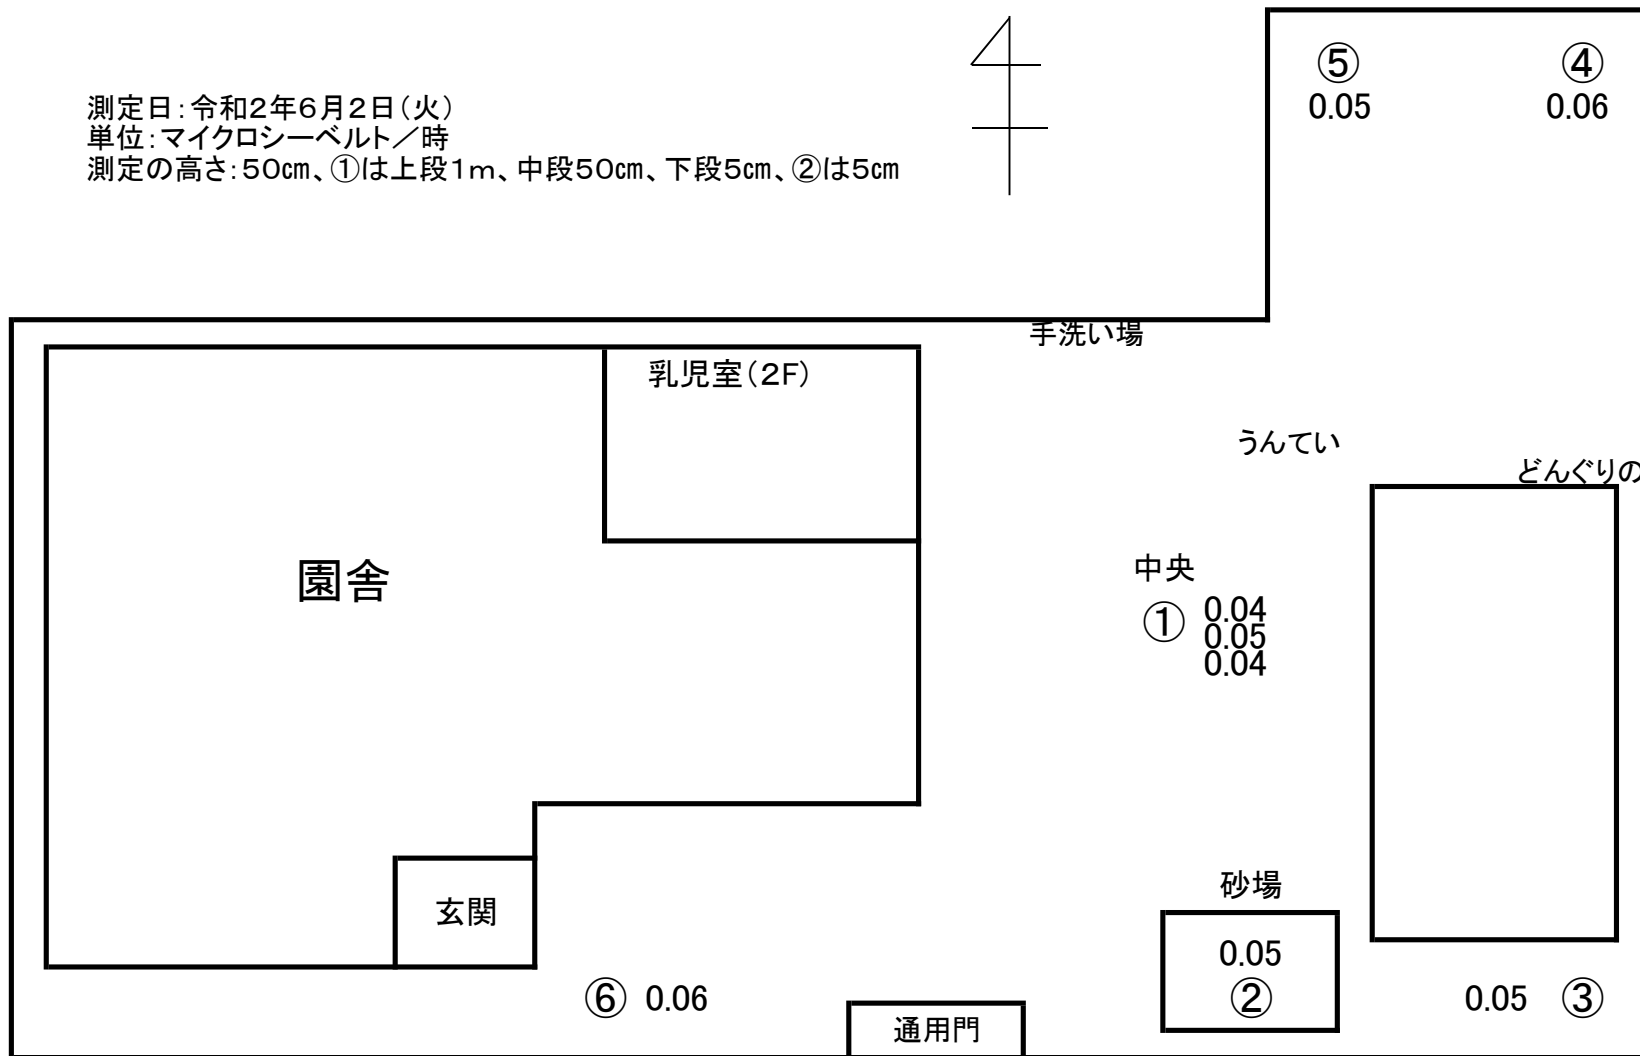 ⑤ ④
0.05 0.06
測定日：令和2年6月2日（火）
単位：マイクロシーベルト／時
測定の高さ：50㎝、①は上段1ｍ、中段50㎝、下段5㎝、②は5㎝
手洗い場
乳児室（2F）
うんてい
どんぐりの
園舎
中央
① 0.04
0.05
0.04
砂場
玄関
0.05
②
⑥ 0.06
0.05 ③
通用門